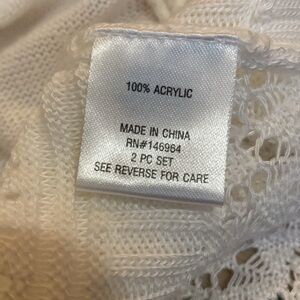 100% ACRYLIC
MADE IN CHINA
RN#146964
2 PC SET
SEE REVERSE FOR CARE